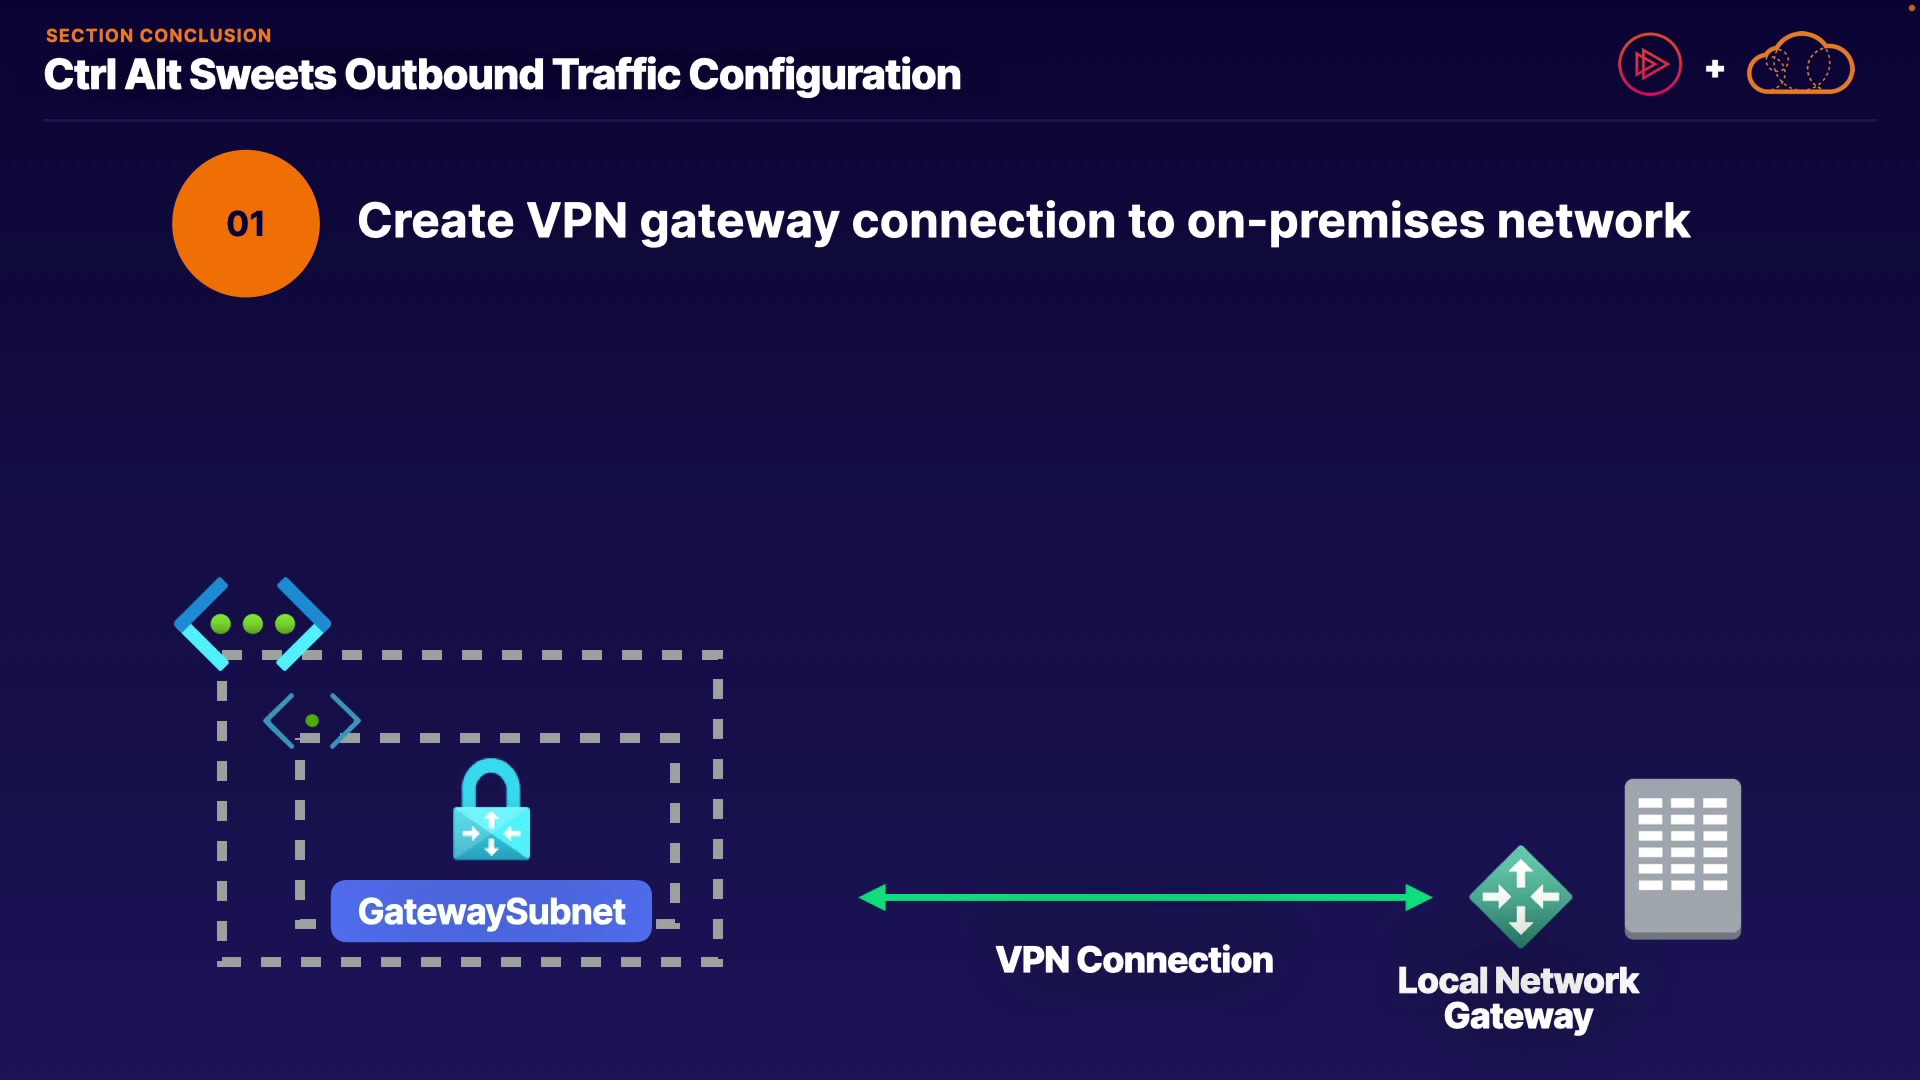 SECTION CONCLUSION
Ctrl Alt Sweets Outbound Traffic Configuration
+
01
Create VPN gateway connection to on-premises network
GatewaySubnet
VPN Connection
Local Network
Gateway